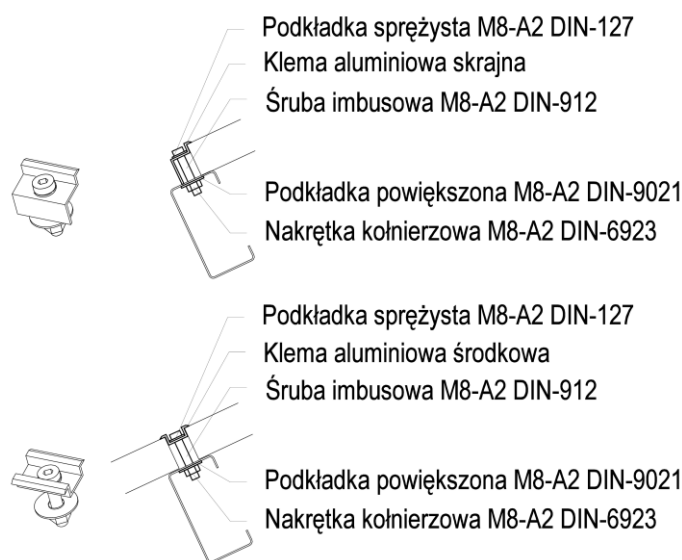 Podkładka sprężysta M8-A2 DIN-127
Klema aluminiowa skrajna
Śruba imbusowa M8-A2 DIN-912
Podkładka powiększona M8-A2 DIN-9021
Nakrętka kołnierzowa M8-A2 DIN-6923
Podkładka sprężysta M8-A2 DIN-127
Klema aluminiowa środkowa
Śruba imbusowa M8-A2 DIN-912
Podkładka powiększona M8-A2 DIN-9021
Nakrętka kołnierzowa M8-A2 DIN-6923